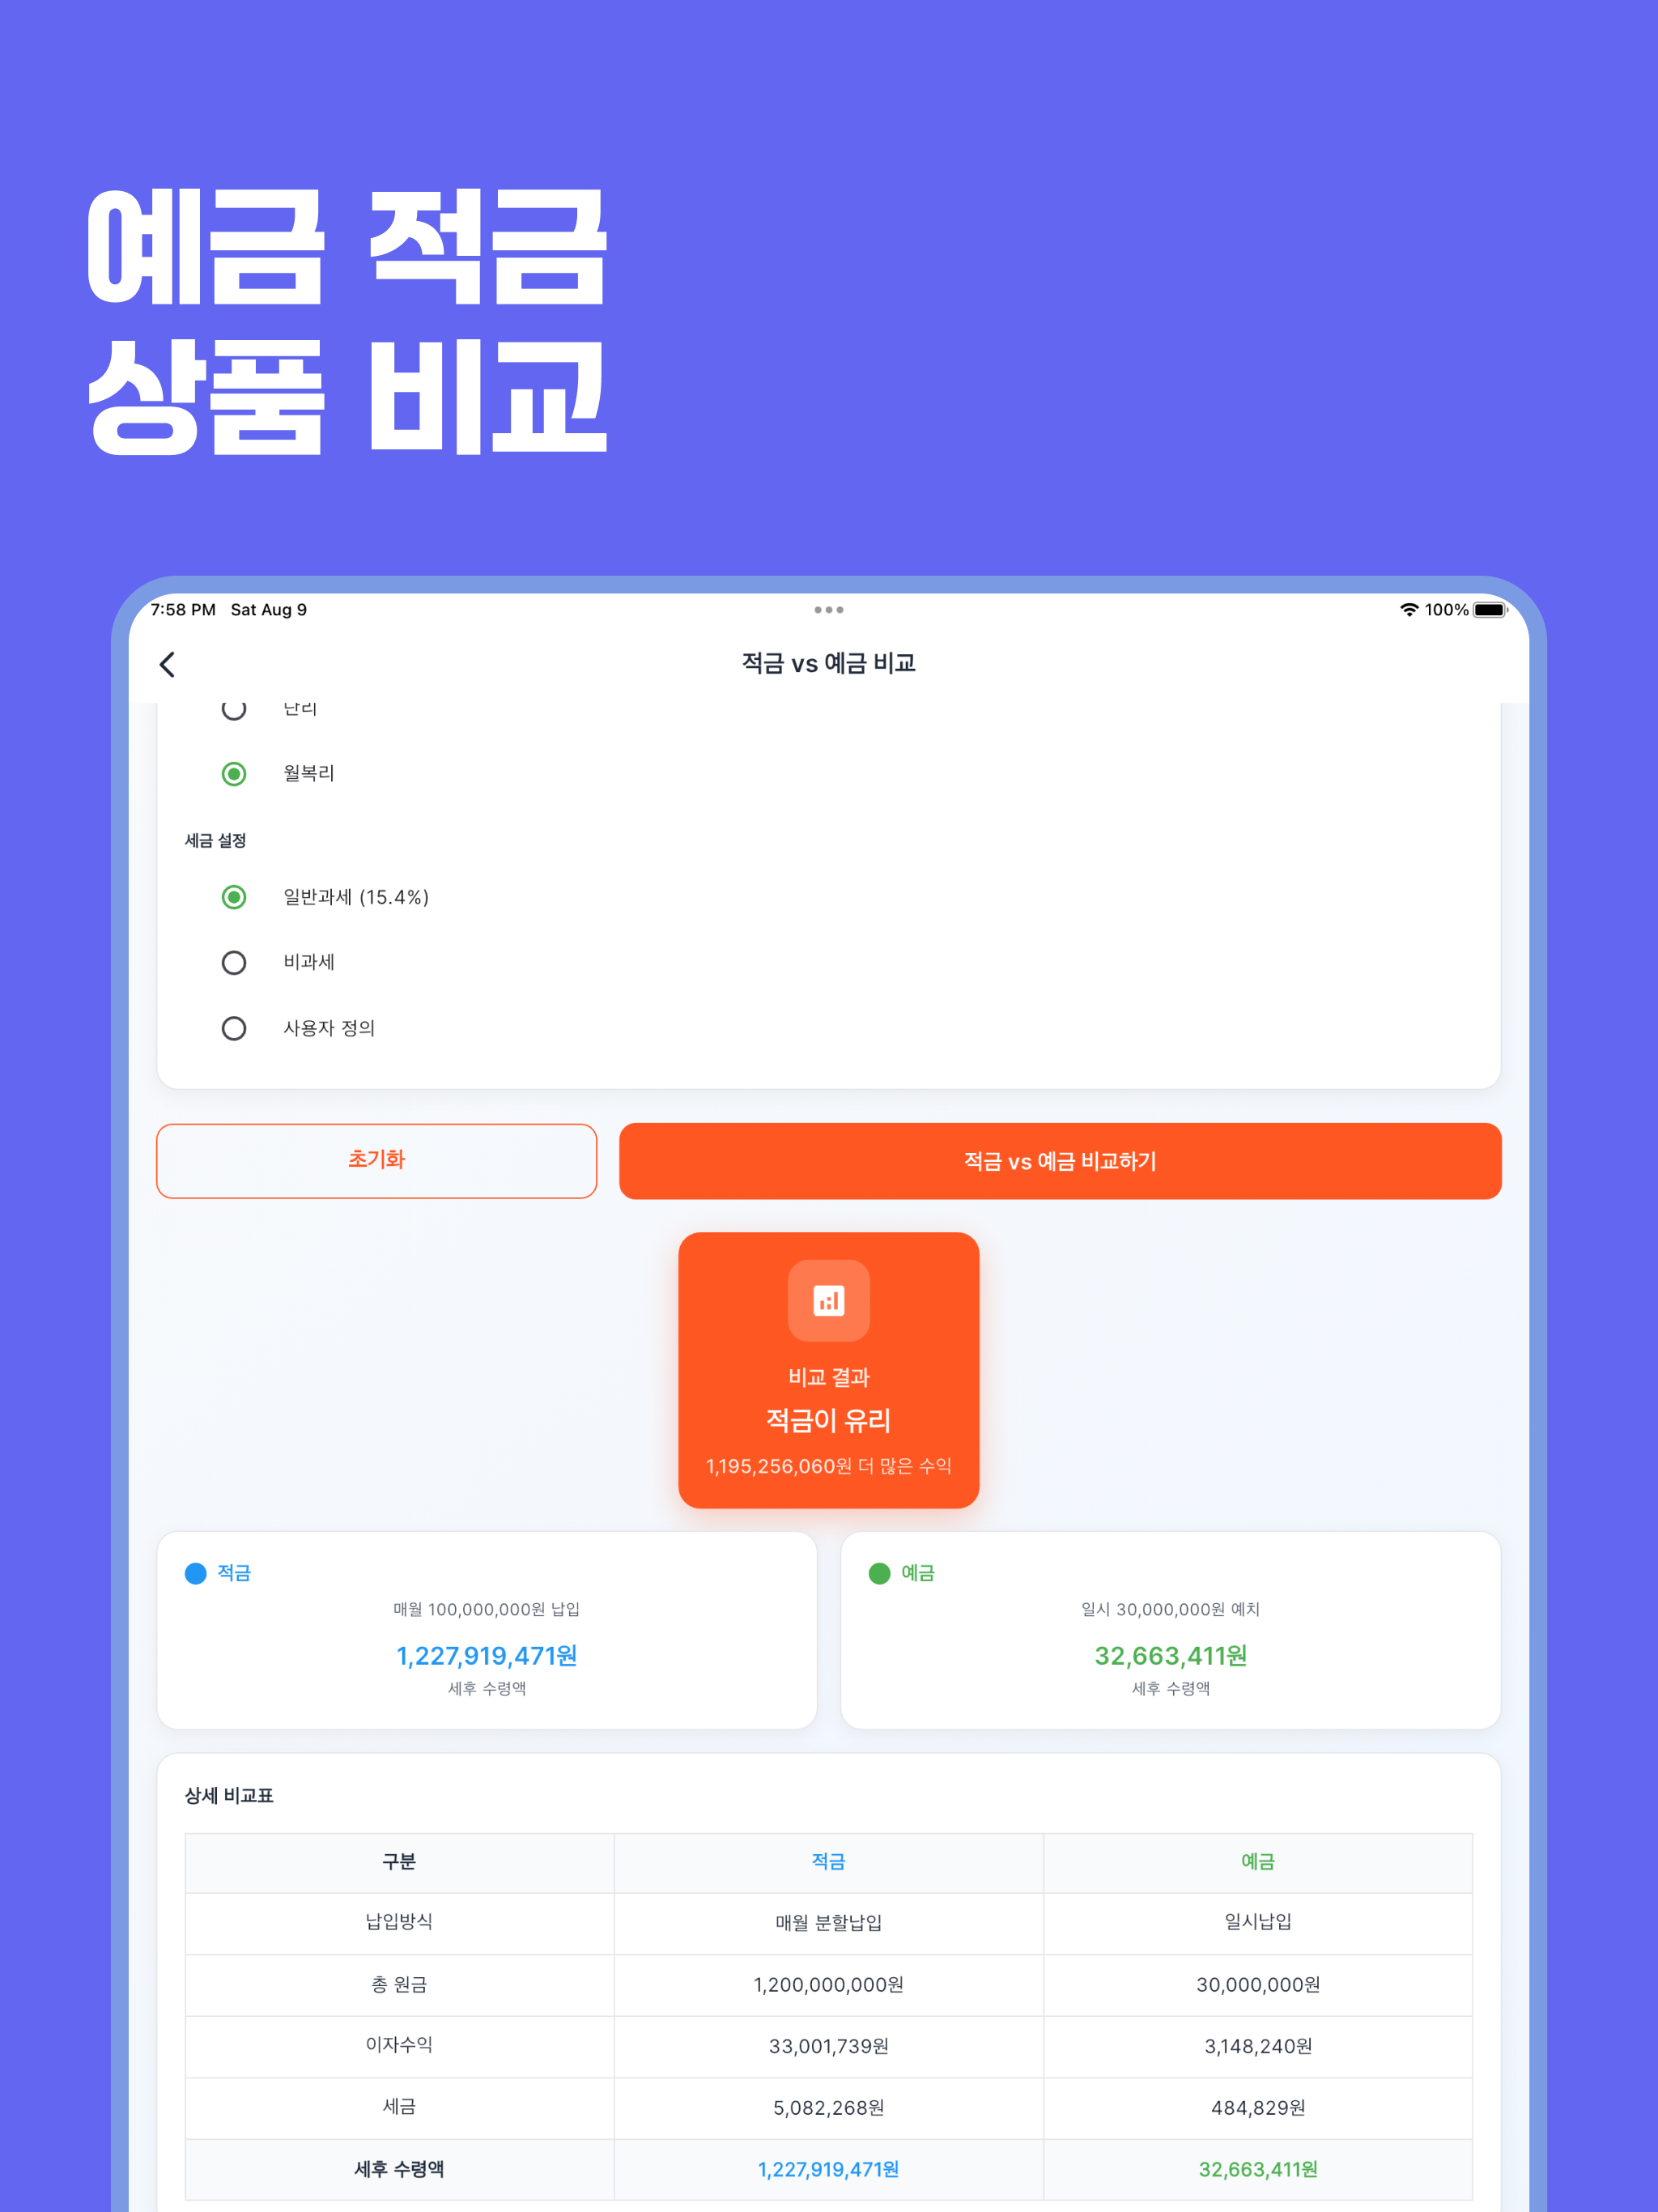 예금 적금
상품 비교
7:58 PM Sat Aug 9
100%
적금 vs 예금 비교
단리
월복리
세금 설정
일반과세 (15.4%)
비과세
사용자 정의
초기화
적금 vs 예금 비교하기
비교 결과
적금이 유리
1,195,256,060원 더 많은 수익
적금
매월 100,000,000원 납입
1,227,919,471원
세후 수령액
예금
일시 30,000,000원 예치
32,663,411원
세후 수령액
상세 비교표
구분 적금 예금
납입방식 매월 분할납입 일시납입
총 원금 1,200,000,000원 30,000,000원
이자수익 33,001,739원 3,148,240원
세금 5,082,268원 484,829원
세후 수령액 1,227,919,471원 32,663,411원